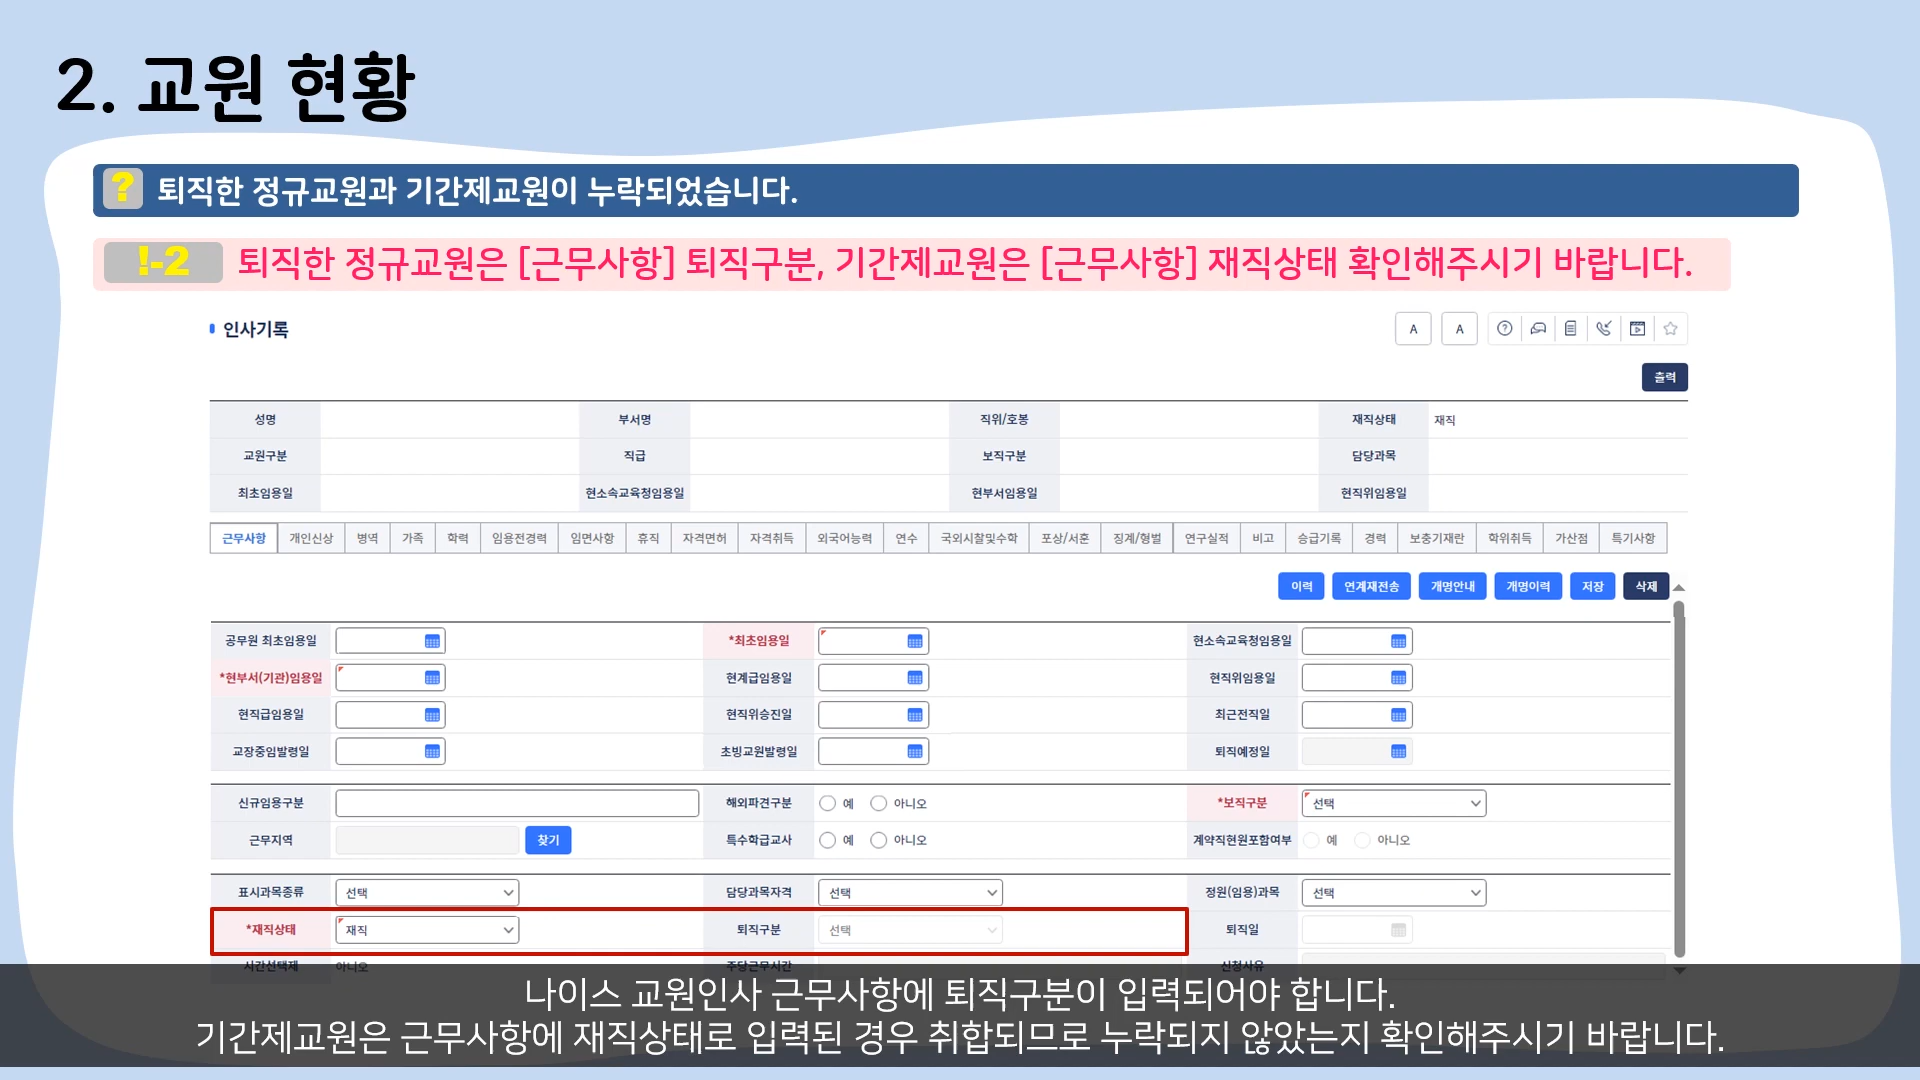 2. 교원 현황
? 퇴직한 정규교원과 기간제교원이 누락되었습니다.
!-2 퇴직한 정규교원은 [근무사항] 퇴직구분, 기간제교원은 [근무사항] 재직상태 확인해주시기 바랍니다.
인사기록 A A
출력
성명 부서명 직위/호봉 재직상태 재직
교원구분 직급 보직구분 담당과목
최초임용일 현소속교육청임용일 현부서임용일 현직위임용일
근무사항 개인신상 병역 가족 학력 임용전경력 임면사항 휴직 자격면허 자격취득 외국어능력 연수 국외시찰및수학 포상/서훈 징계/형벌 연구실적 비고 승급기록 경력 보충기재란 학위취득 가산점 특기사항
이력 연계재전송 개명안내 개명이력 저장 삭제
공무원 최초임용일 *최초임용일 현소속교육청임용일
*현부서(기관)임용일 현계급임용일 현직위임용일
현직급임용일 현직위승진일 최근전직일
교장중임발령일 초빙교원발령일 퇴직예정일
신규임용구분 해외파견구분 예 아니오 *보직구분 선택
근무지역 찾기 특수학급교사 예 아니오 계약직현원포함여부 예 아니오
표시과목종류 선택 담당과목자격 선택 정원(임용)과목 선택
*재직상태 재직 퇴직구분 선택 퇴직일
시간선택제 아니오 주당근무시간 신청사유
나이스 교원인사 근무사항에 퇴직구분이 입력되어야 합니다.
기간제교원은 근무사항에 재직상태로 입력된 경우 취합되므로 누락되지 않았는지 확인해주시기 바랍니다.